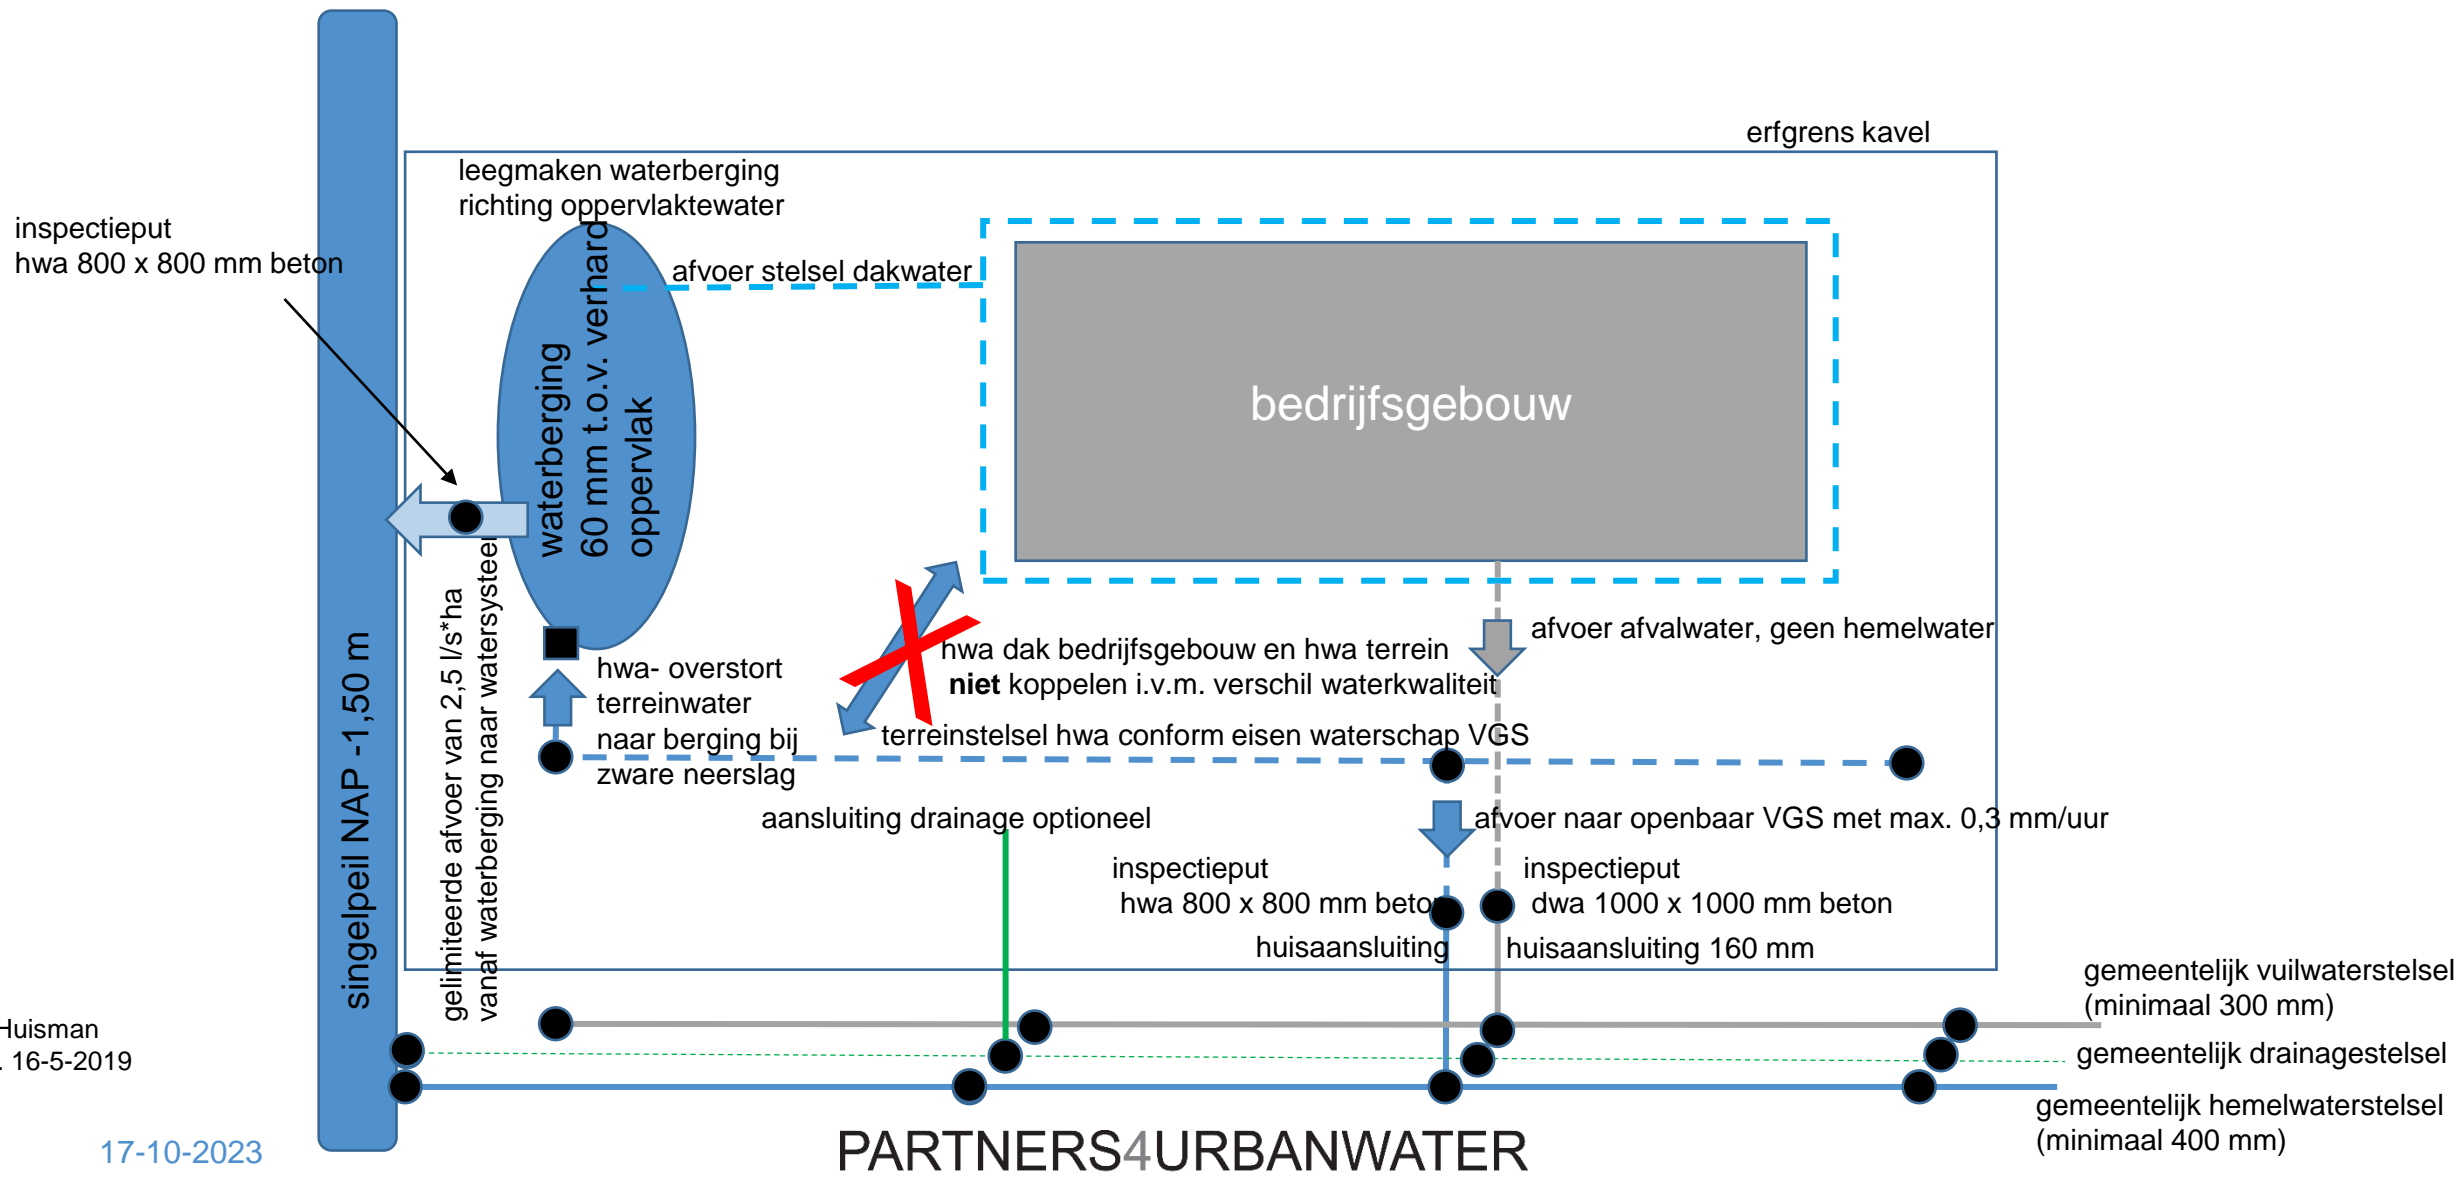 erfgrens kavel
leegmaken waterberging
richting oppervlaktewater
inspectieput
hwa 800 x 800 mm beton
afvoer stelsel dakwater
waterberging
60 mm t.o.v. verhard
oppervlak
bedrijfsgebouw
singelpeil NAP -1,50 m
gelimiteerde afvoer van 2,5 l/s*ha
vanaf waterberging naar watersysteem
afvoer afvalwater, geen hemelwater
hwa dak bedrijfsgebouw en hwa terrein
niet koppelen i.v.m. verschil waterkwaliteit
hwa- overstort
terreinwater
naar berging bij
zware neerslag
terreinstelsel hwa conform eisen waterschap VGS
aansluiting drainage optioneel
afvoer naar openbaar VGS met max. 0,3 mm/uur
inspectieput
hwa 800 x 800 mm beton
inspectieput
dwa 1000 x 1000 mm beton
huisaansluiting
huisaansluiting 160 mm
gemeentelijk vuilwaterstelsel
(minimaal 300 mm)
Huisman
. 16-5-2019
gemeentelijk drainagestelsel
gemeentelijk hemelwaterstelsel
(minimaal 400 mm)
17-10-2023
PARTNERS4URBANWATER